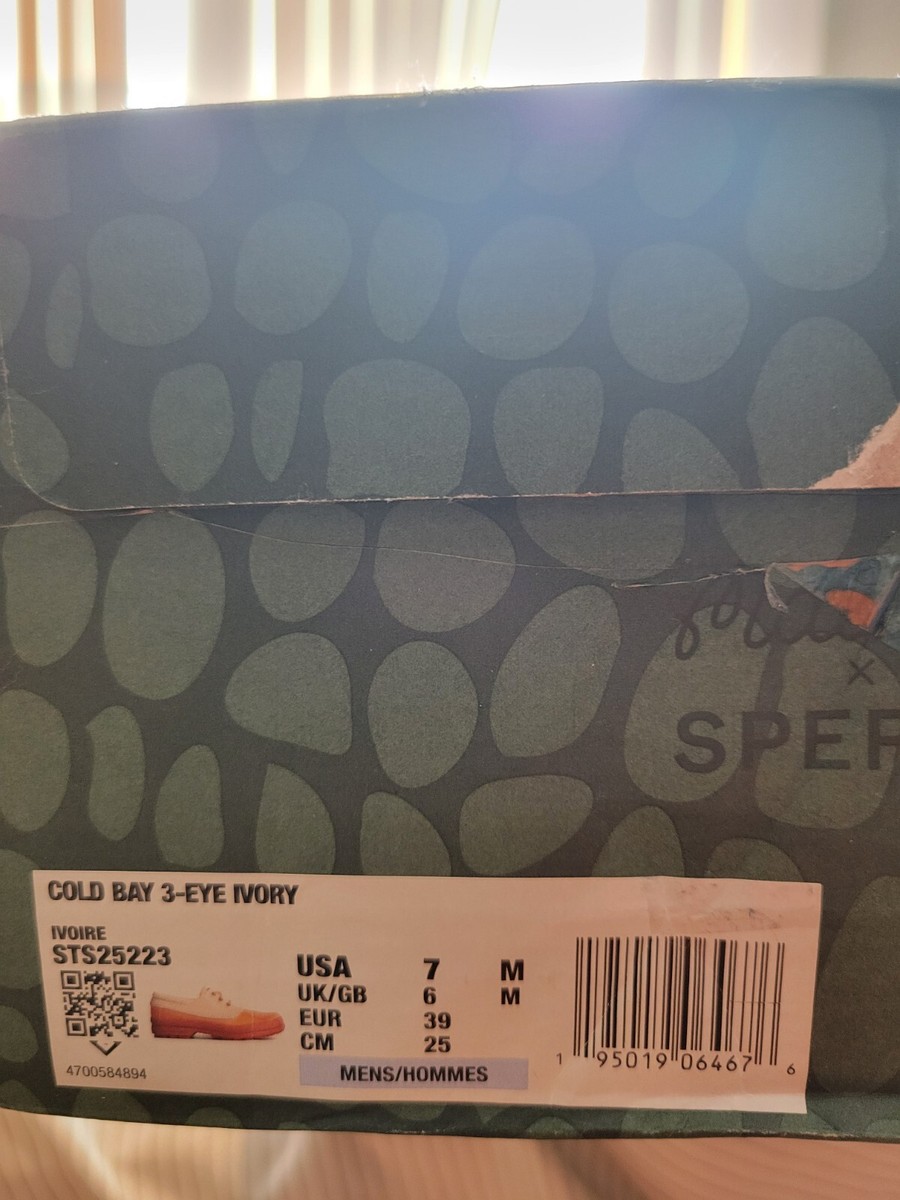 ×
SPER
COLD BAY 3-EYE IVORY
IVOIRE
STS25223
4700584894
USA 7 M
UK/GB 6 M
EUR 39
CM 25
MENS/HOMMES
1 95019 06467 6